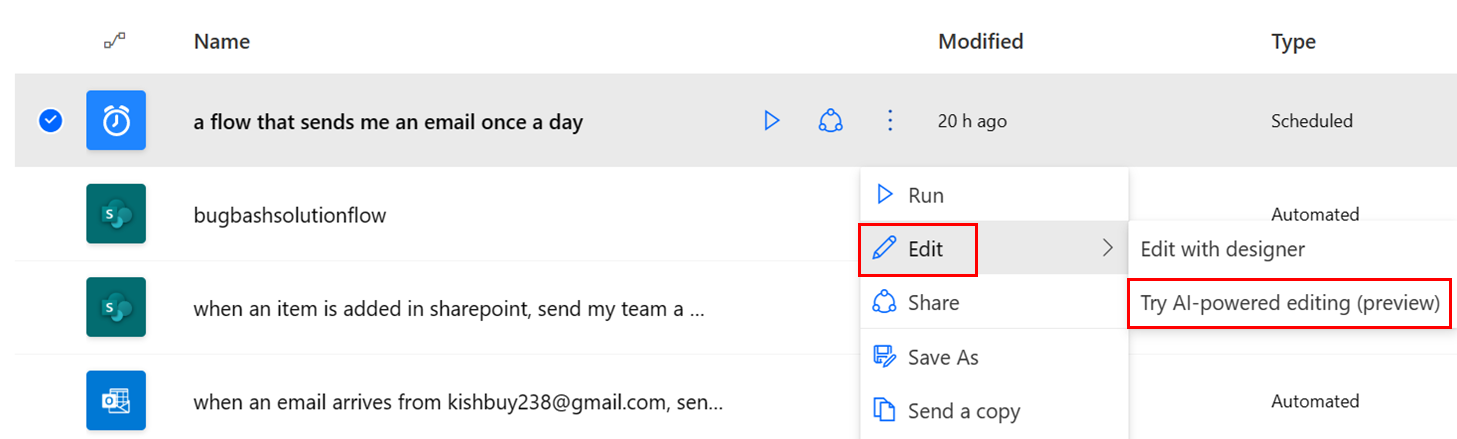 Name Modified Type
a flow that sends me an email once a day 20 h ago Scheduled
Run
bugbashsolutionflow Automated
Edit Edit with designer
Share Try AI-powered editing (preview)
when an item is added in sharepoint, send my team a ...
Save As
when an email arrives from kishbuy238@gmail.com, sen... Automated
Send a copy